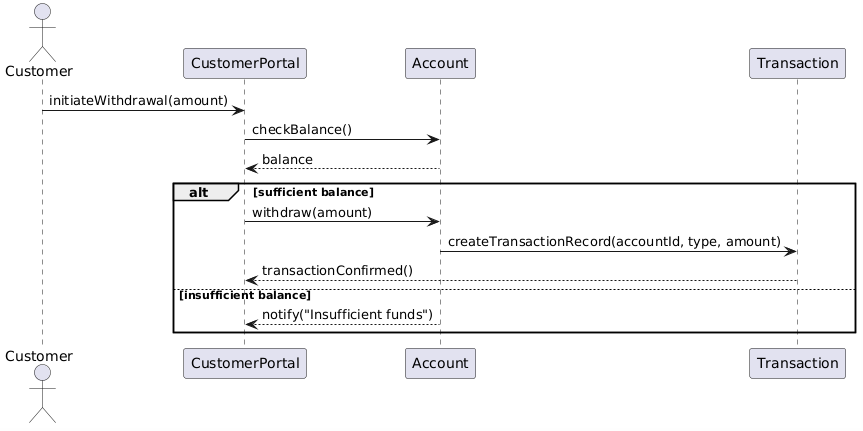 Customer
CustomerPortal
Account
Transaction
initiateWithdrawal(amount)
checkBalance()
balance
alt
[sufficient balance]
withdraw(amount)
createTransactionRecord(accountId, type, amount)
transactionConfirmed()
[insufficient balance]
notify("Insufficient funds")
Customer
CustomerPortal
Account
Transaction